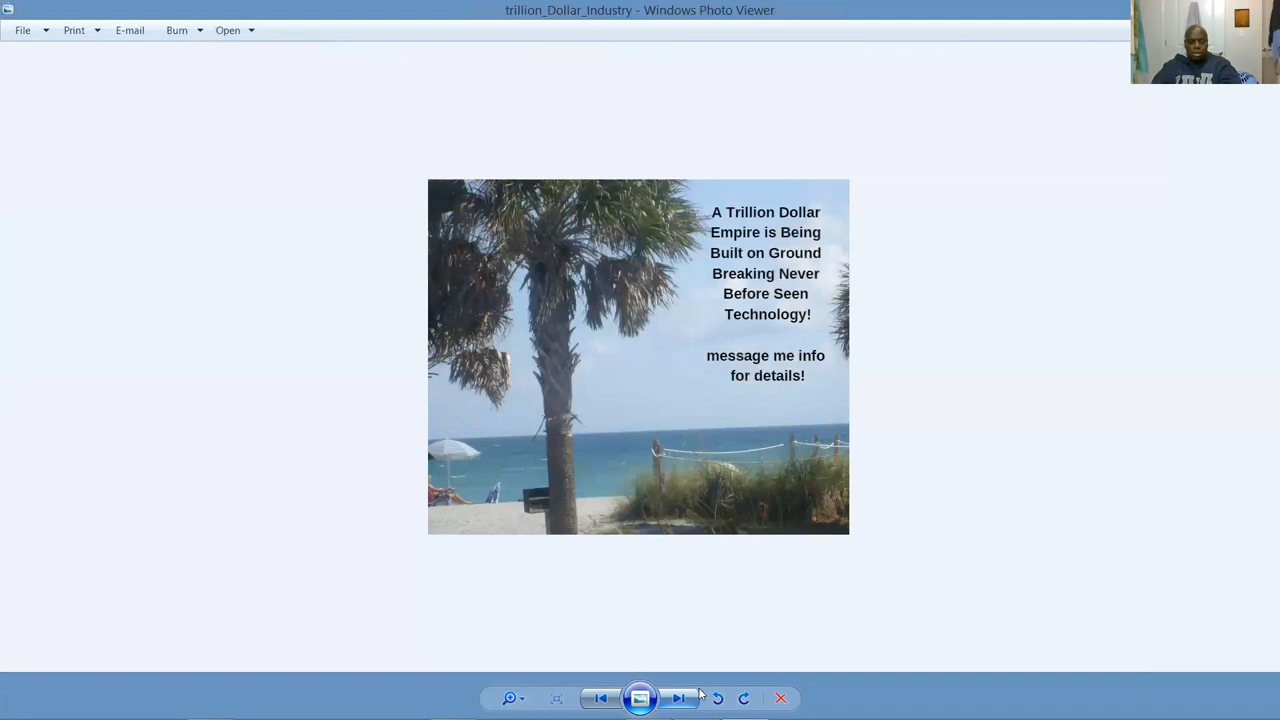 trillion_Dollar_Industry - Windows Photo Viewer
File Print E-mail Burn Open
A Trillion Dollar
Empire is Being
Built on Ground
Breaking Never
Before Seen
Technology!
message me info
for details!